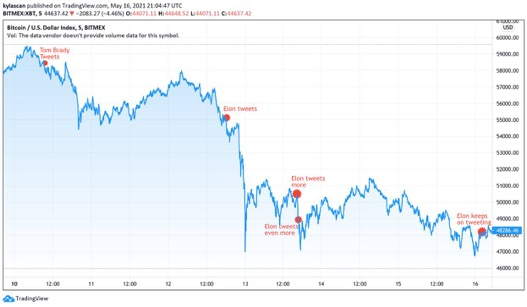 kylascan published on TradingView.com, May 16, 2021 21:04:47 UTC
BITMEX:XBT, 5 44637.42 ▼ −2083.27 (−4.46%) O:44071.11 H:44648.52 L:44071.11 C:44637.42
Bitcoin / U.S. Dollar Index, 5, BITMEX
Vol: The data vendor doesn't provide volume data for this symbol.
USD
61000.00
60000.00
59000.00
58000.00
57000.00
56000.00
55000.00
54000.00
53000.00
52000.00
51000.00
50000.00
49000.00
48286.46
47000.00
46000.00
Tom Brady
Tweets
Elon tweets
Elon tweets
more
Elon tweets
even more
Elon keeps
on tweeting
10 12:00 11 12:00 12 12:00 13 12:00 14 12:00 15 12:00 16
TradingView